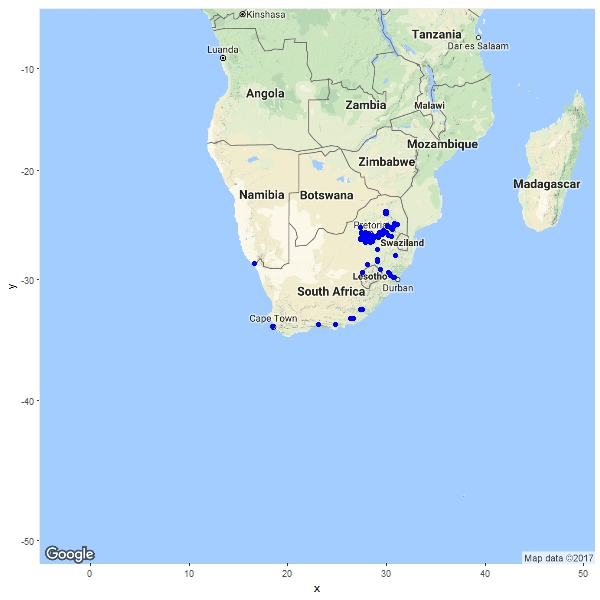 Kinshasa
Tanzania
Dar es Salaam
Luanda
-10
Angola
Zambia
Malawi
Mozambique
Zimbabwe
-20
Madagascar
Namibia
Botswana
Pretoria
Swaziland
y
-30
Lesotho
South Africa
Durban
Cape Town
-40
-50
Google
Map data ©2017
0
10
20
30
40
50
x